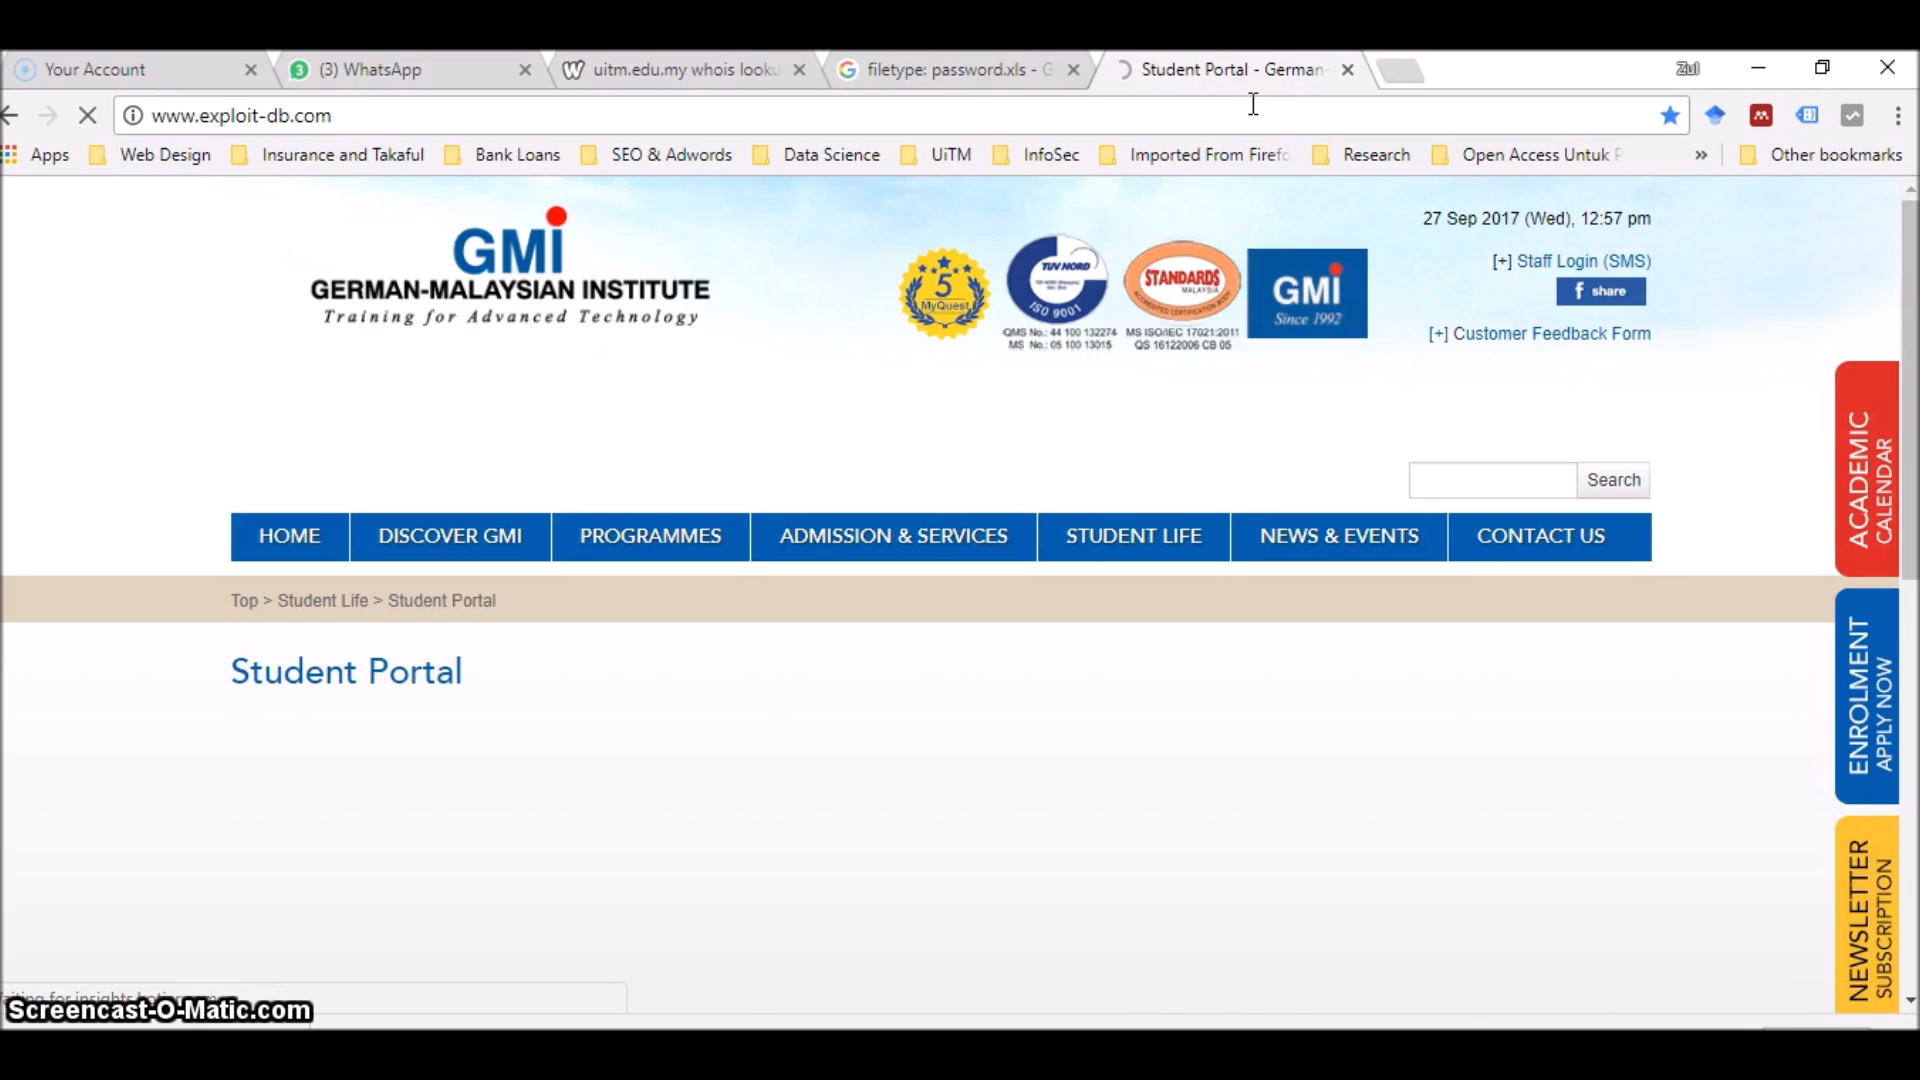 Your Account
(3) WhatsApp
uitm.edu.my whois looku
filetype: password.xls - G
Student Portal - German-
Zul
www.exploit-db.com
Apps
Web Design
Insurance and Takaful
Bank Loans
SEO & Adwords
Data Science
UiTM
InfoSec
Imported From Firefo
Research
Open Access Untuk P
»
Other bookmarks
GMi
GERMAN-MALAYSIAN INSTITUTE
Training for Advanced Technology
5
MyQuest
TUV NORD
ISO 9001
QMS No.: 44 100 132274
MS No.: 05 100 13015
STANDARDS
MALAYSIA
MS ISO/IEC 17021:2011
QS 16122006 CB 05
GMi
Since 1992
27 Sep 2017 (Wed), 12:57 pm
[+] Staff Login (SMS)
f share
[+] Customer Feedback Form
Search
HOME
DISCOVER GMI
PROGRAMMES
ADMISSION & SERVICES
STUDENT LIFE
NEWS & EVENTS
CONTACT US
Top > Student Life > Student Portal
Student Portal
ACADEMIC
CALENDAR
ENROLMENT
APPLY NOW
NEWSLETTER
SUBSCRIPTION
Screencast-O-Matic.com